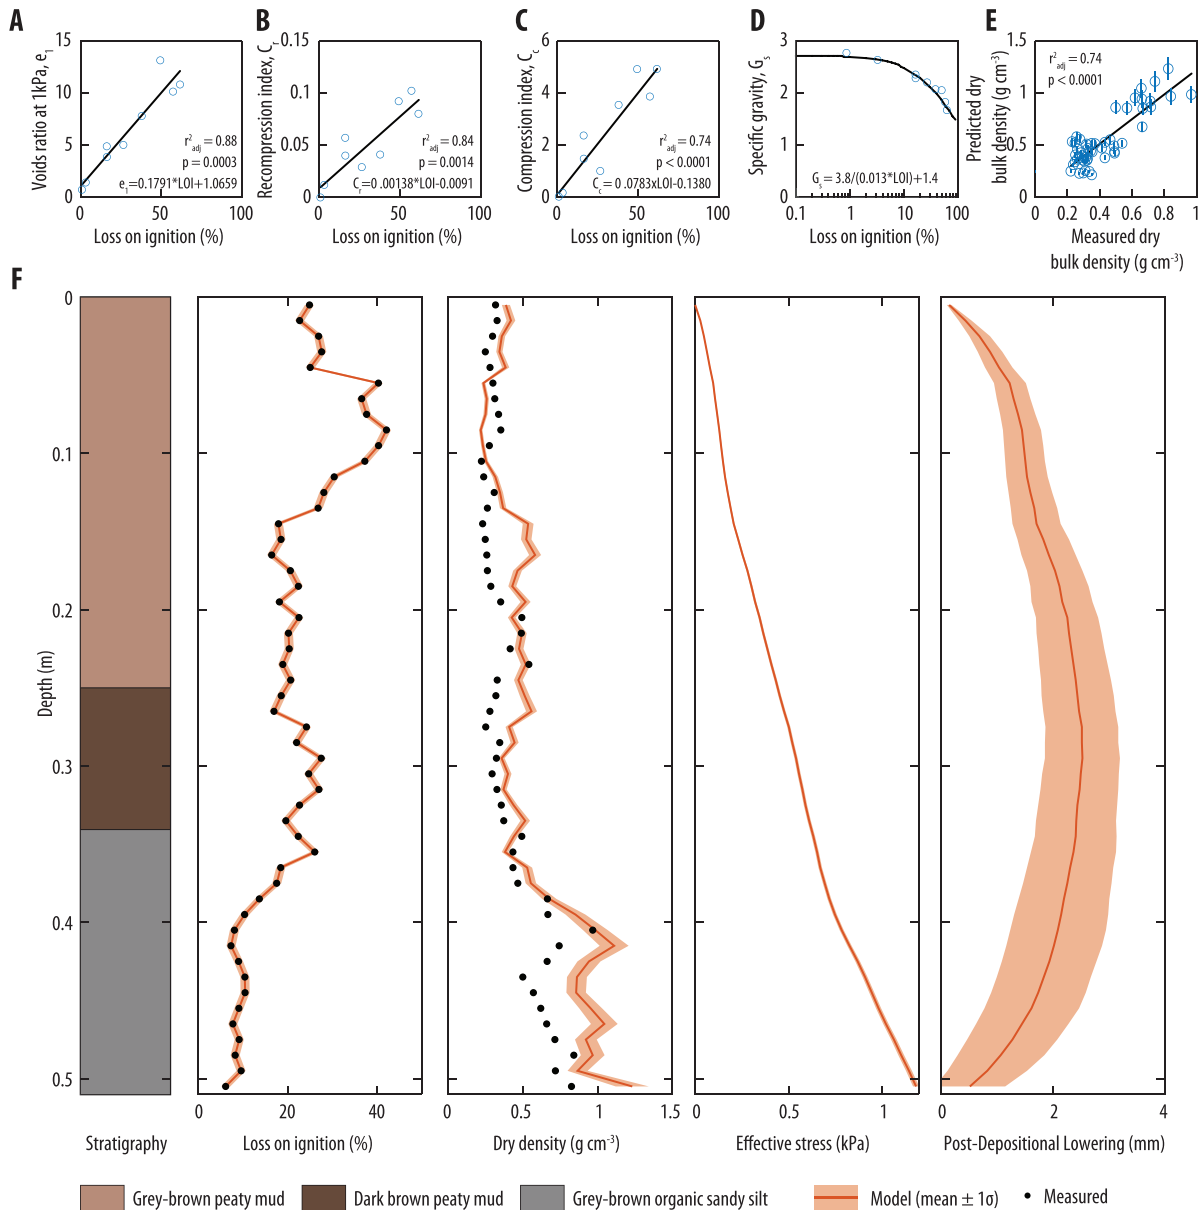 A
Voids ratio at 1kPa, e1
15
10
5
0
0
50
100
r²adj = 0.88
p = 0.0003
e1=0.1791*LOI+1.0659
Loss on ignition (%)
B
Recompression index, Cr
0.15
0.1
0.05
0
0
50
100
r²adj = 0.84
p = 0.0014
Cr= 0.00138*LOI-0.0091
Loss on ignition (%)
C
Compression index, Cc
6
4
2
0
0
50
100
r²adj = 0.74
p < 0.0001
Cc= 0.0783xLOI-0.1380
Loss on ignition (%)
D
Specific gravity, Gs
3
2
1
0
0.1
1
10
100
Gs = 3.8/(0.013*LOI)+1.4
Loss on ignition (%)
E
Predicted dry
bulk density (g cm⁻³)
1.5
1
0.5
0
0
0.2
0.4
0.6
0.8
1
r²adj = 0.74
p < 0.0001
Measured dry
bulk density (g cm⁻³)
F
Depth (m)
0
0.1
0.2
0.3
0.4
0.5
Stratigraphy
0
20
40
Loss on ignition (%)
0
0.5
1
1.5
Dry density (g cm⁻³)
0
0.5
1
Effective stress (kPa)
0
2
4
Post-Depositional Lowering (mm)
Grey-brown peaty mud
Dark brown peaty mud
Grey-brown organic sandy silt
Model (mean ± 1σ)
Measured